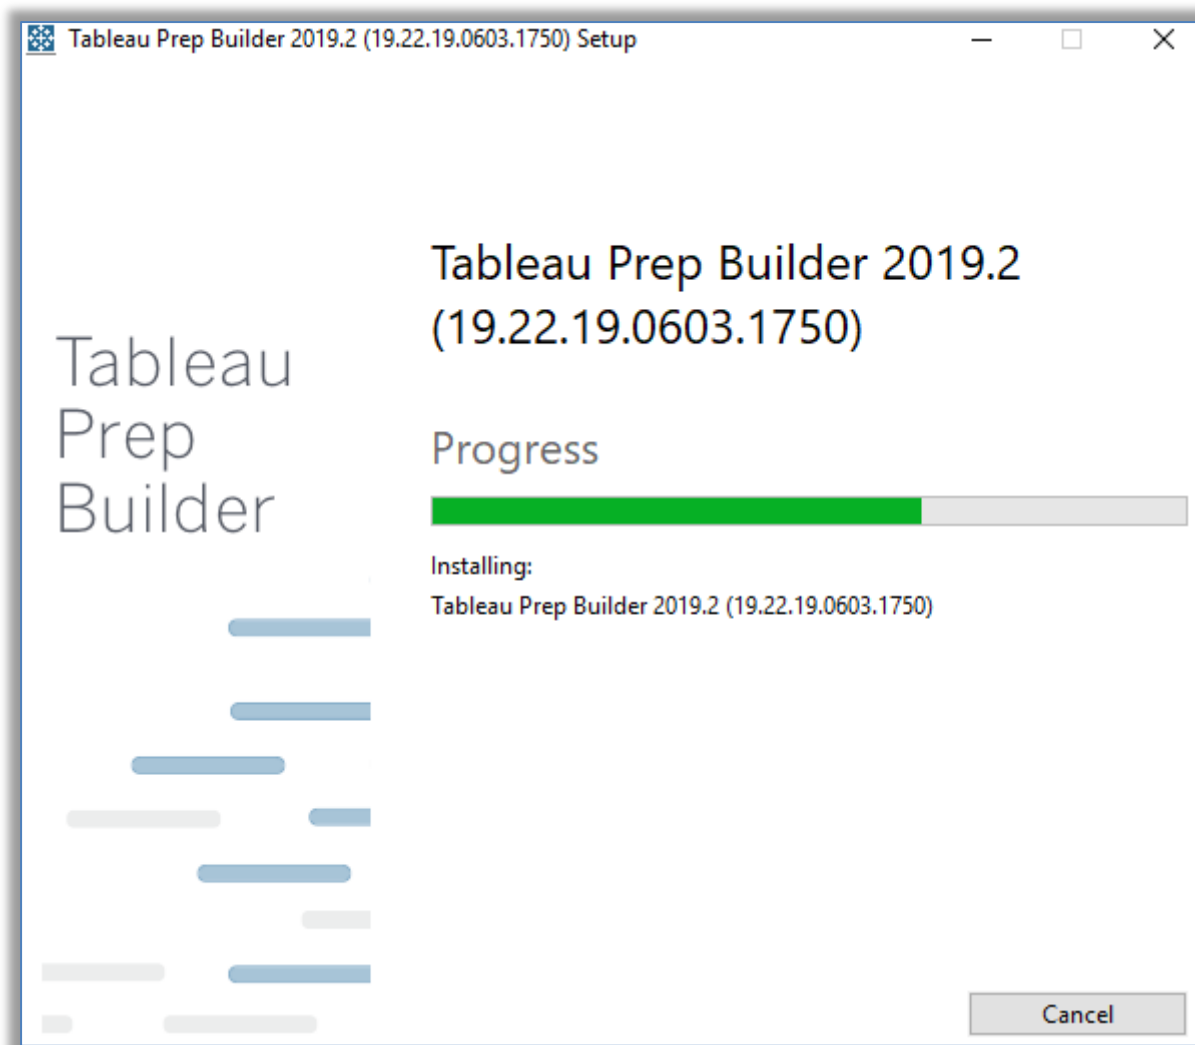 Tableau Prep Builder 2019.2 (19.22.19.0603.1750) Setup
Tableau
Prep
Builder
Tableau Prep Builder 2019.2
(19.22.19.0603.1750)
Progress
Installing:
Tableau Prep Builder 2019.2 (19.22.19.0603.1750)
Cancel